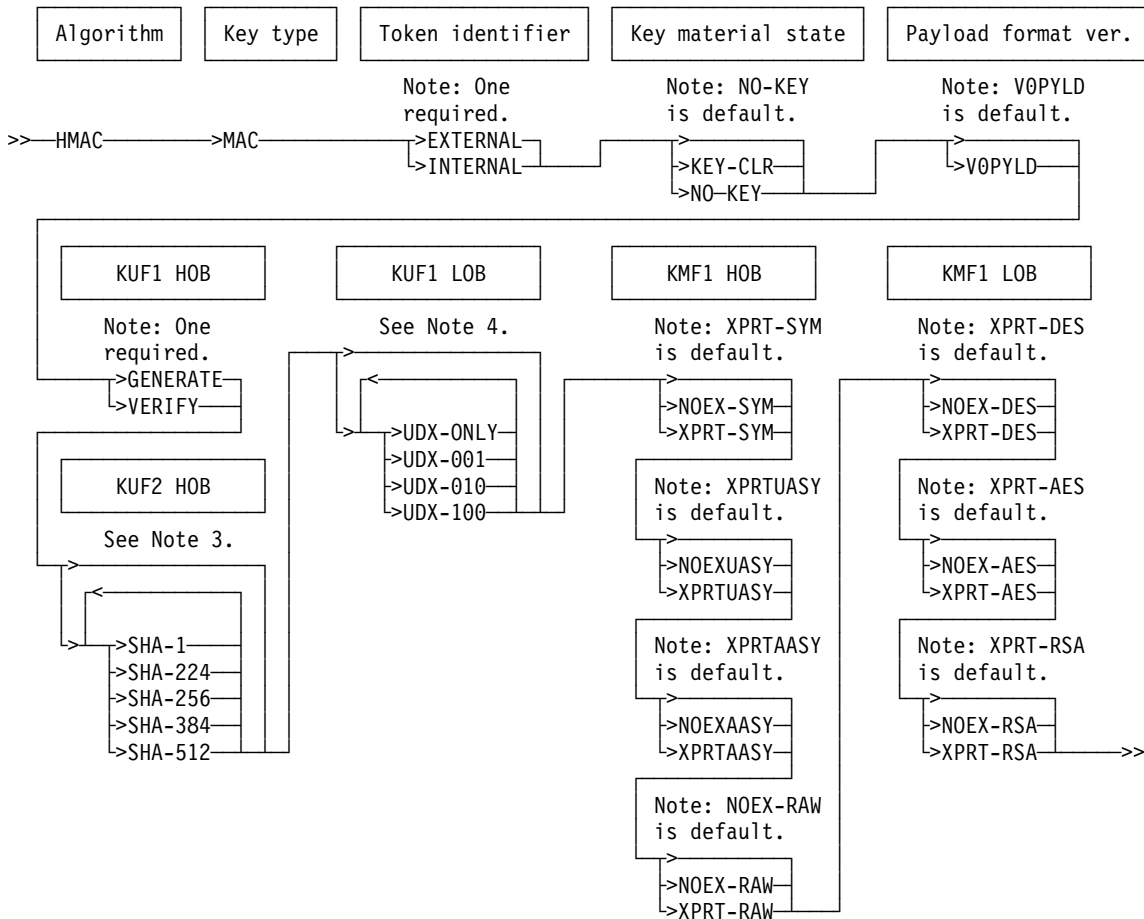 Algorithm
Key type
Token identifier
Key material state
Payload format ver.
Note: One
required.
Note: NO-KEY
is default.
Note: V0PYLD
is default.
>>—HMAC
>MAC
>EXTERNAL
>INTERNAL
>
>KEY-CLR
>NO-KEY
>
>V0PYLD
KUF1 HOB
Note: One
required.
>GENERATE
>VERIFY
KUF2 HOB
See Note 3.
>
<
>
>SHA-1
>SHA-224
>SHA-256
>SHA-384
>SHA-512
KUF1 LOB
See Note 4.
>
<
>
>UDX-ONLY
>UDX-001
>UDX-010
>UDX-100
KMF1 HOB
Note: XPRT-SYM
is default.
>
>NOEX-SYM
>XPRT-SYM
Note: XPRTUASY
is default.
>
>NOEXUASY
>XPRTUASY
Note: XPRTAASY
is default.
>
>NOEXAASY
>XPRTAASY
Note: NOEX-RAW
is default.
>
>NOEX-RAW
>XPRT-RAW
KMF1 LOB
Note: XPRT-DES
is default.
>
>NOEX-DES
>XPRT-DES
Note: XPRT-AES
is default.
>
>NOEX-AES
>XPRT-AES
Note: XPRT-RSA
is default.
>
>NOEX-RSA
>XPRT-RSA
>>